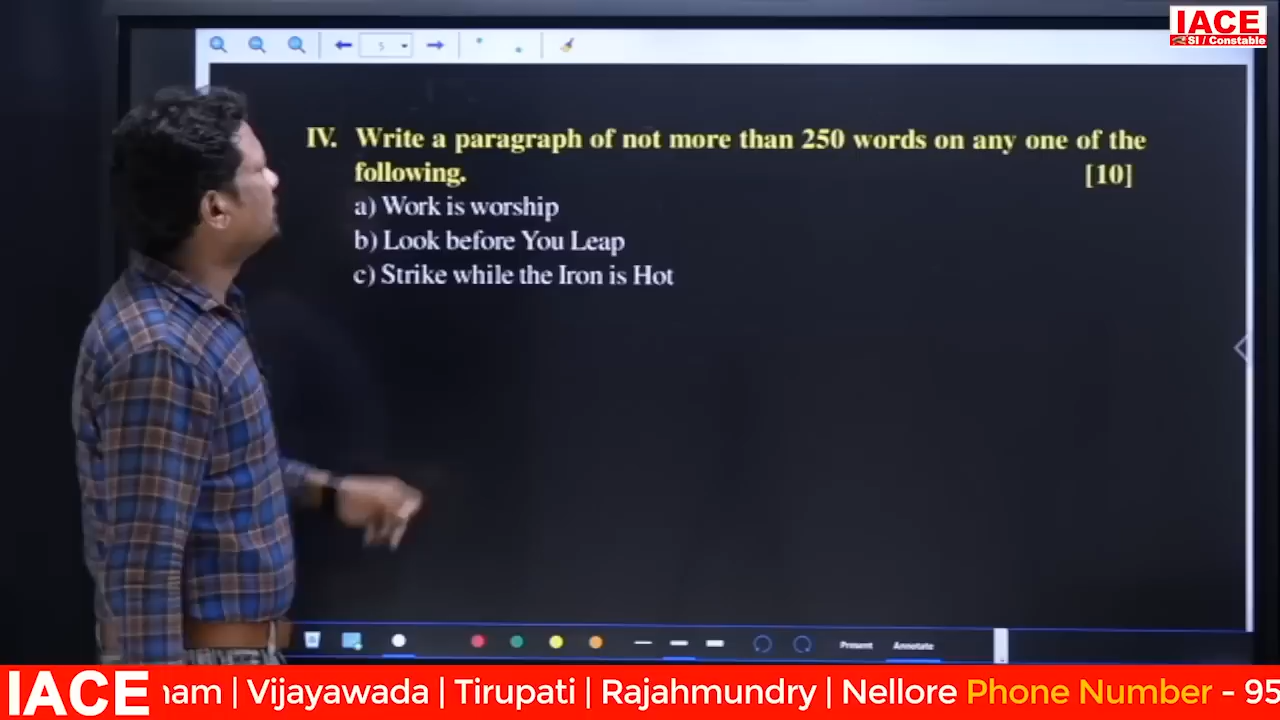 IACE
SI / Constable
5
IV. Write a paragraph of not more than 250 words on any one of the
following. [10]
a) Work is worship
b) Look before You Leap
c) Strike while the Iron is Hot
Present Annotate
IACE nam | Vijayawada | Tirupati | Rajahmundry | Nellore Phone Number - 95